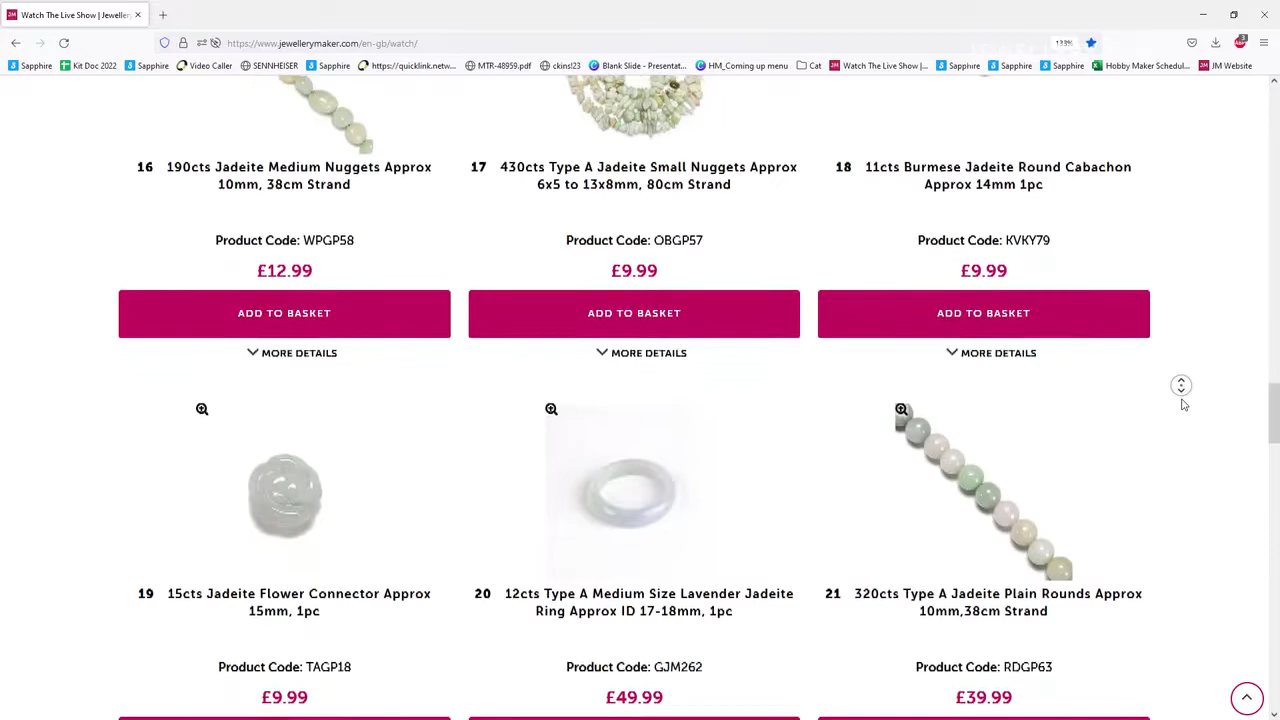 Watch The Live Show | Jeweller
https://www.jewellerymaker.com/en-gb/watch/
133%
Sapphire Kit Doc 2022 Sapphire Video Caller SENNHEISER Sapphire https://quicklink.netw... MTR-48959.pdf ckins!23 Blank Slide - Presentat... HM_Coming up menu Cat Watch The Live Show |... Sapphire Sapphire Sapphire Hobby Maker Schedul... JM Website
16 190cts Jadeite Medium Nuggets Approx
10mm, 38cm Strand
Product Code: WPGP58
£12.99
ADD TO BASKET
MORE DETAILS
17 430cts Type A Jadeite Small Nuggets Approx
6x5 to 13x8mm, 80cm Strand
Product Code: OBGP57
£9.99
ADD TO BASKET
MORE DETAILS
18 11cts Burmese Jadeite Round Cabachon
Approx 14mm 1pc
Product Code: KVKY79
£9.99
ADD TO BASKET
MORE DETAILS
19 15cts Jadeite Flower Connector Approx
15mm, 1pc
Product Code: TAGP18
£9.99
20 12cts Type A Medium Size Lavender Jadeite
Ring Approx ID 17-18mm, 1pc
Product Code: GJM262
£49.99
21 320cts Type A Jadeite Plain Rounds Approx
10mm,38cm Strand
Product Code: RDGP63
£39.99